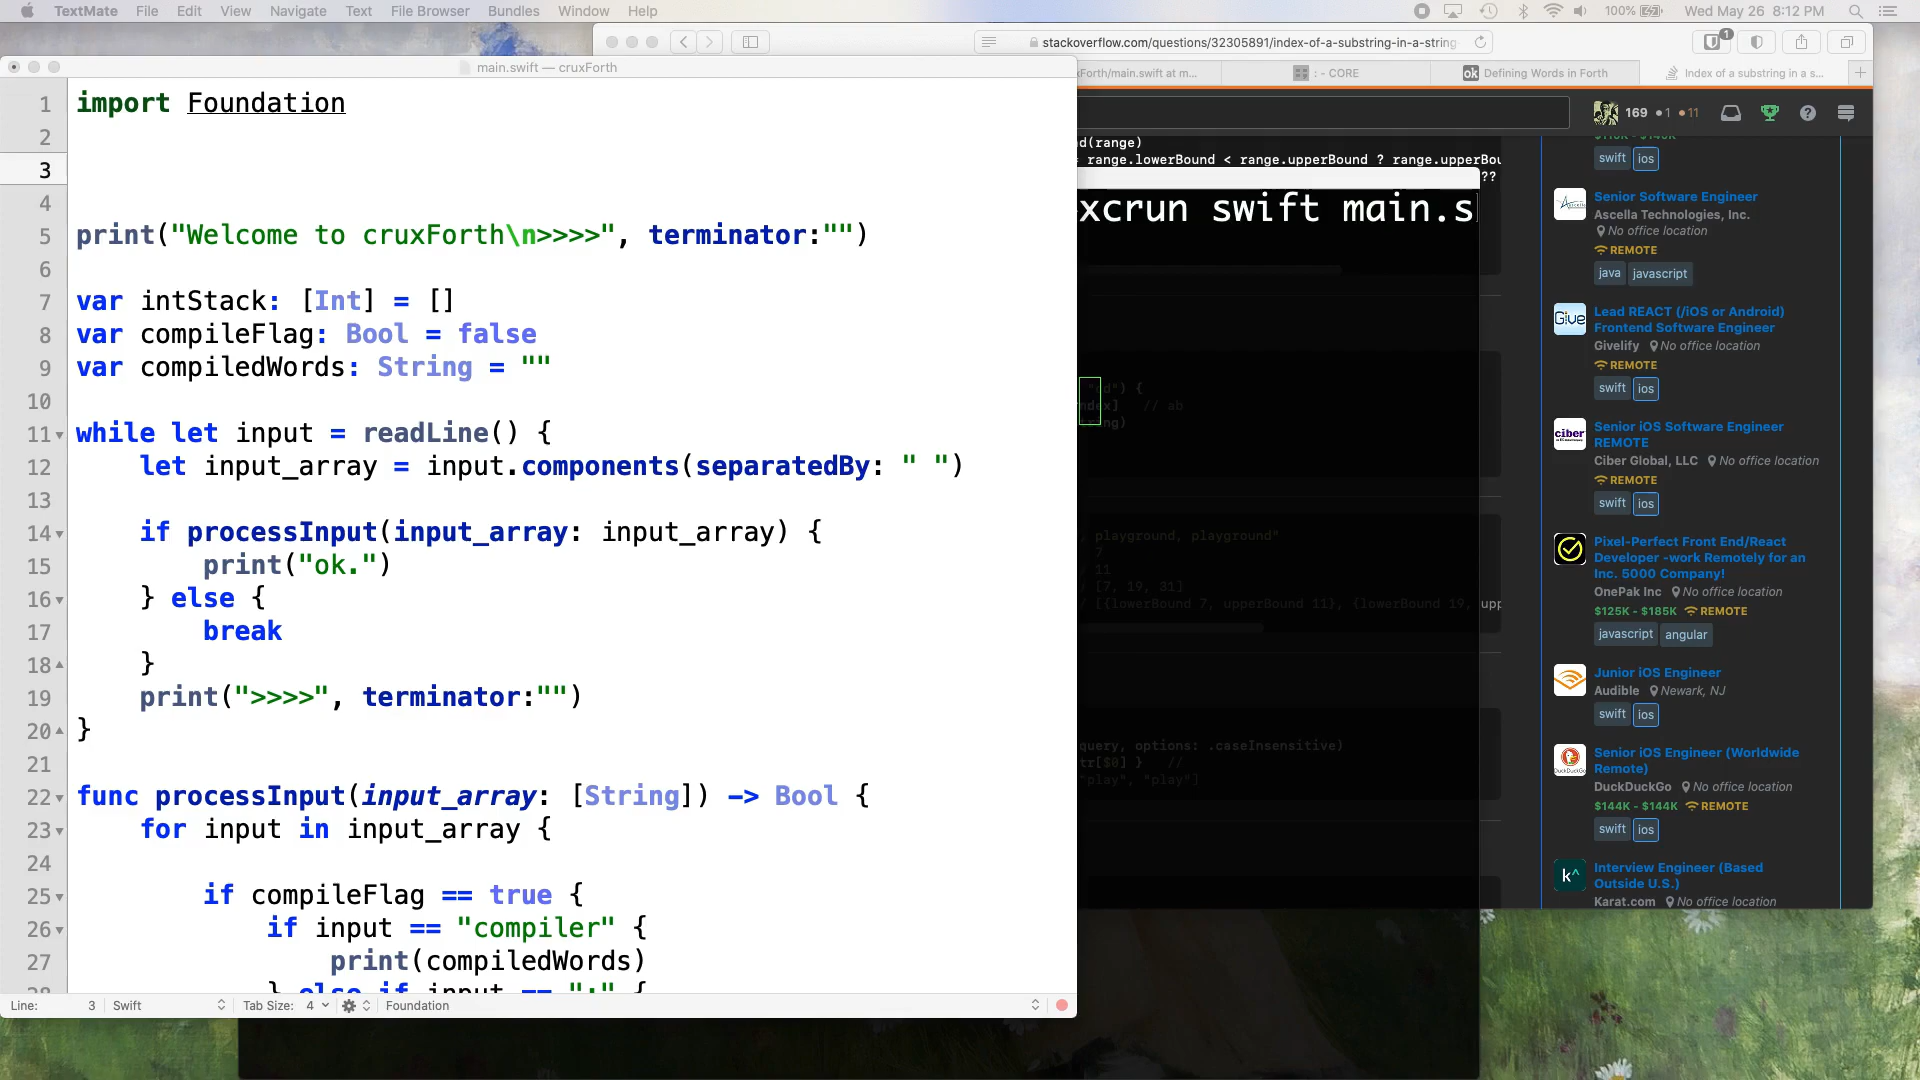 TextMate File Edit View Navigate Text File Browser Bundles Window Help 100% Wed May 26 8:12 PM
stackoverflow.com/questions/32305891/index-of-a-substring-in-a-string-
1
main.swift — cruxForth
Forth/main.swift at m...
: - CORE
ok Defining Words in Forth
Index of a substring in a s...
1 import Foundation
2
3
4
5 print("Welcome to cruxForth\n>>>>", terminator:"")
6
7 var intStack: [Int] = []
8 var compileFlag: Bool = false
9 var compiledWords: String = ""
10
11 while let input = readLine() {
12 let input_array = input.components(separatedBy: " ")
13
14 if processInput(input_array: input_array) {
15 print("ok.")
16 } else {
17 break
18 }
19 print(">>>>", terminator:"")
20 }
21
22 func processInput(input_array: [String]) -> Bool {
23 for input in input_array {
24
25 if compileFlag == true {
26 if input == "compiler" {
27 print(compiledWords)
28 } else if input == ";" {
Line: 3 Swift Tab Size: 4 Foundation
169 1 11
d(range)
range.lowerBound < range.upperBound ? range.upperBou
??
xcrun swift main.s
"cd") {
ndex] // ab
ing)
, playground, playground"
7
11
[7, 19, 31]
[{lowerBound 7, upperBound 11}, {lowerBound 19, upp
query, options: .caseInsensitive)
tr[$0] } //
"play", "play"]
swift ios
Senior Software Engineer
Ascella Technologies, Inc.
No office location
REMOTE
java javascript
Give
Lead REACT (/iOS or Android)
Frontend Software Engineer
Givelify No office location
REMOTE
swift ios
ciber
Senior iOS Software Engineer
REMOTE
Ciber Global, LLC No office location
REMOTE
swift ios
Pixel-Perfect Front End/React
Developer -work Remotely for an
Inc. 5000 Company!
OnePak Inc No office location
$125K - $185K REMOTE
javascript angular
Junior iOS Engineer
Audible Newark, NJ
swift ios
Senior iOS Engineer (Worldwide
Remote)
DuckDuckGo No office location
$144K - $144K REMOTE
swift ios
k^
Interview Engineer (Based
Outside U.S.)
Karat.com No office location